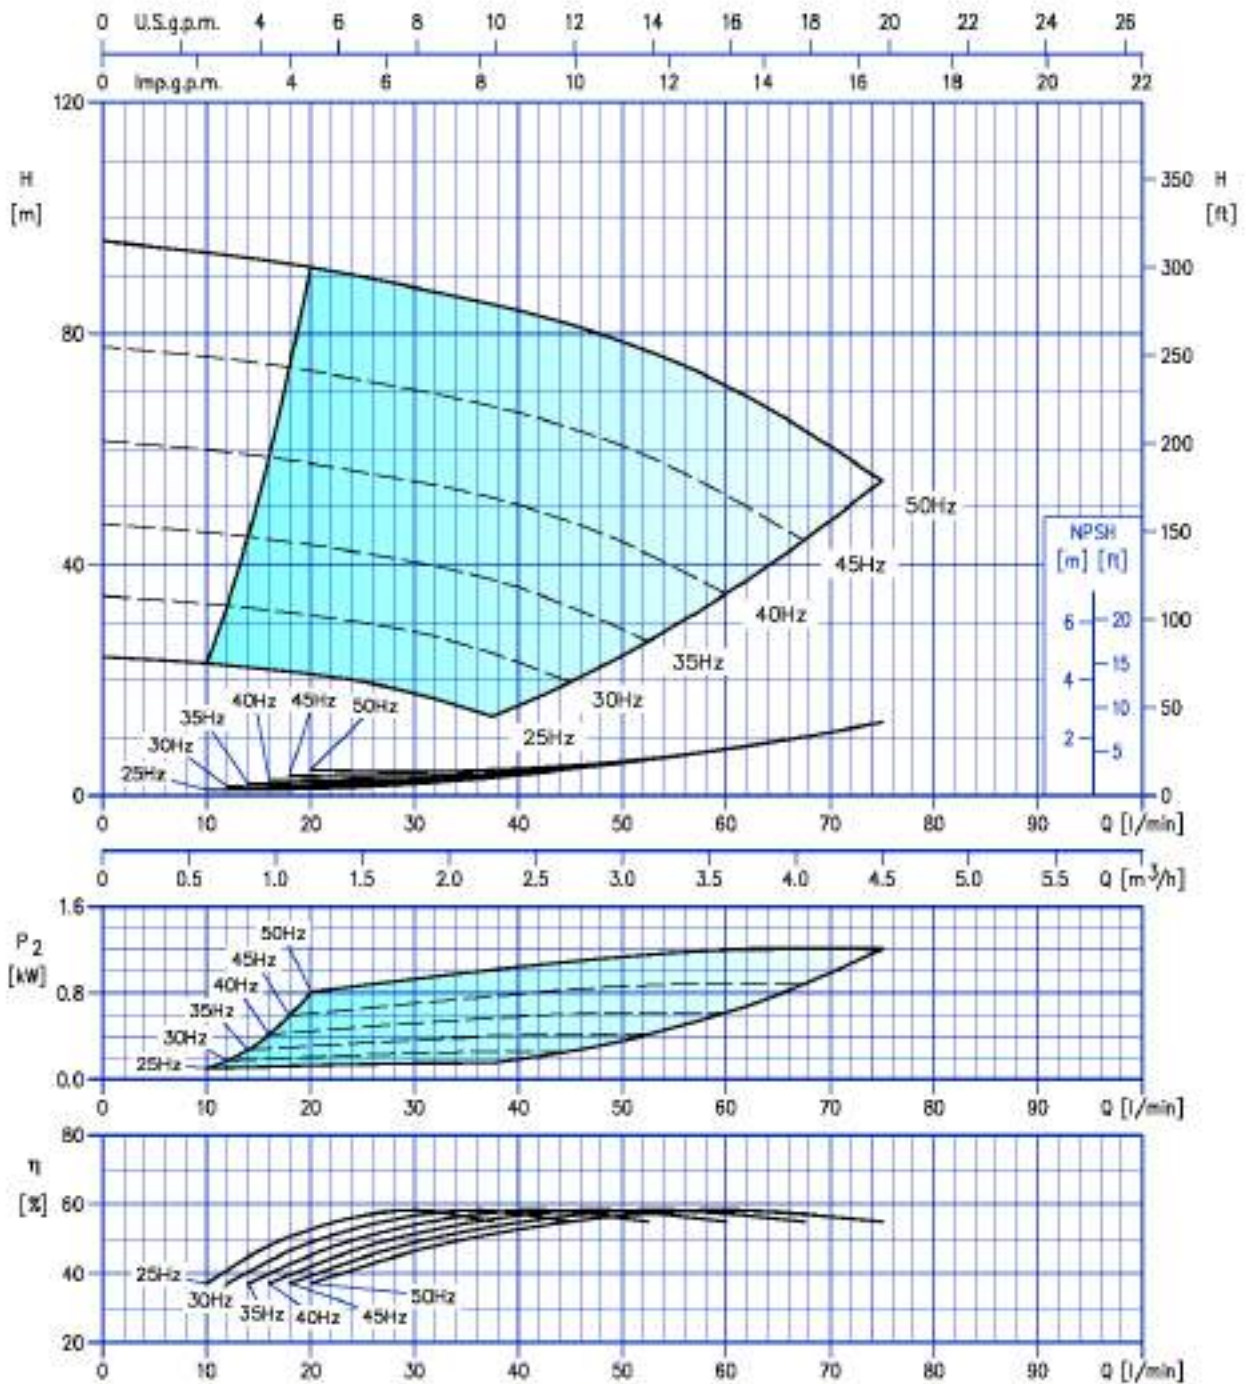 0 U.S.g.p.m. 4 6 8 10 12 14 16 18 20 22 24 26
0 Imp.g.p.m. 4 6 8 10 12 14 16 18 20 22
120
H
[m]
350 H
[ft]
300
80
250
200
50Hz
NPSH
[m] [ft]
150
40
45Hz
40Hz
6 20
100
35Hz
15
40Hz 45Hz 50Hz
30Hz
4
35Hz
10 50
30Hz
25Hz
2
25Hz
5
0 0
0 10 20 30 40 50 60 70 80 90 Q [l/min]
0 0.5 1.0 1.5 2.0 2.5 3.0 3.5 4.0 4.5 5.0 5.5 Q [m³/h]
1.6
50Hz
P2
[kW]
45Hz
0.8
40Hz
35Hz
30Hz
25Hz
0.0
0 10 20 30 40 50 60 70 80 90 Q [l/min]
80
η
[%]
60
40
25Hz
30Hz
35Hz 40Hz 45Hz
50Hz
20
0 10 20 30 40 50 60 70 80 90 Q [l/min]